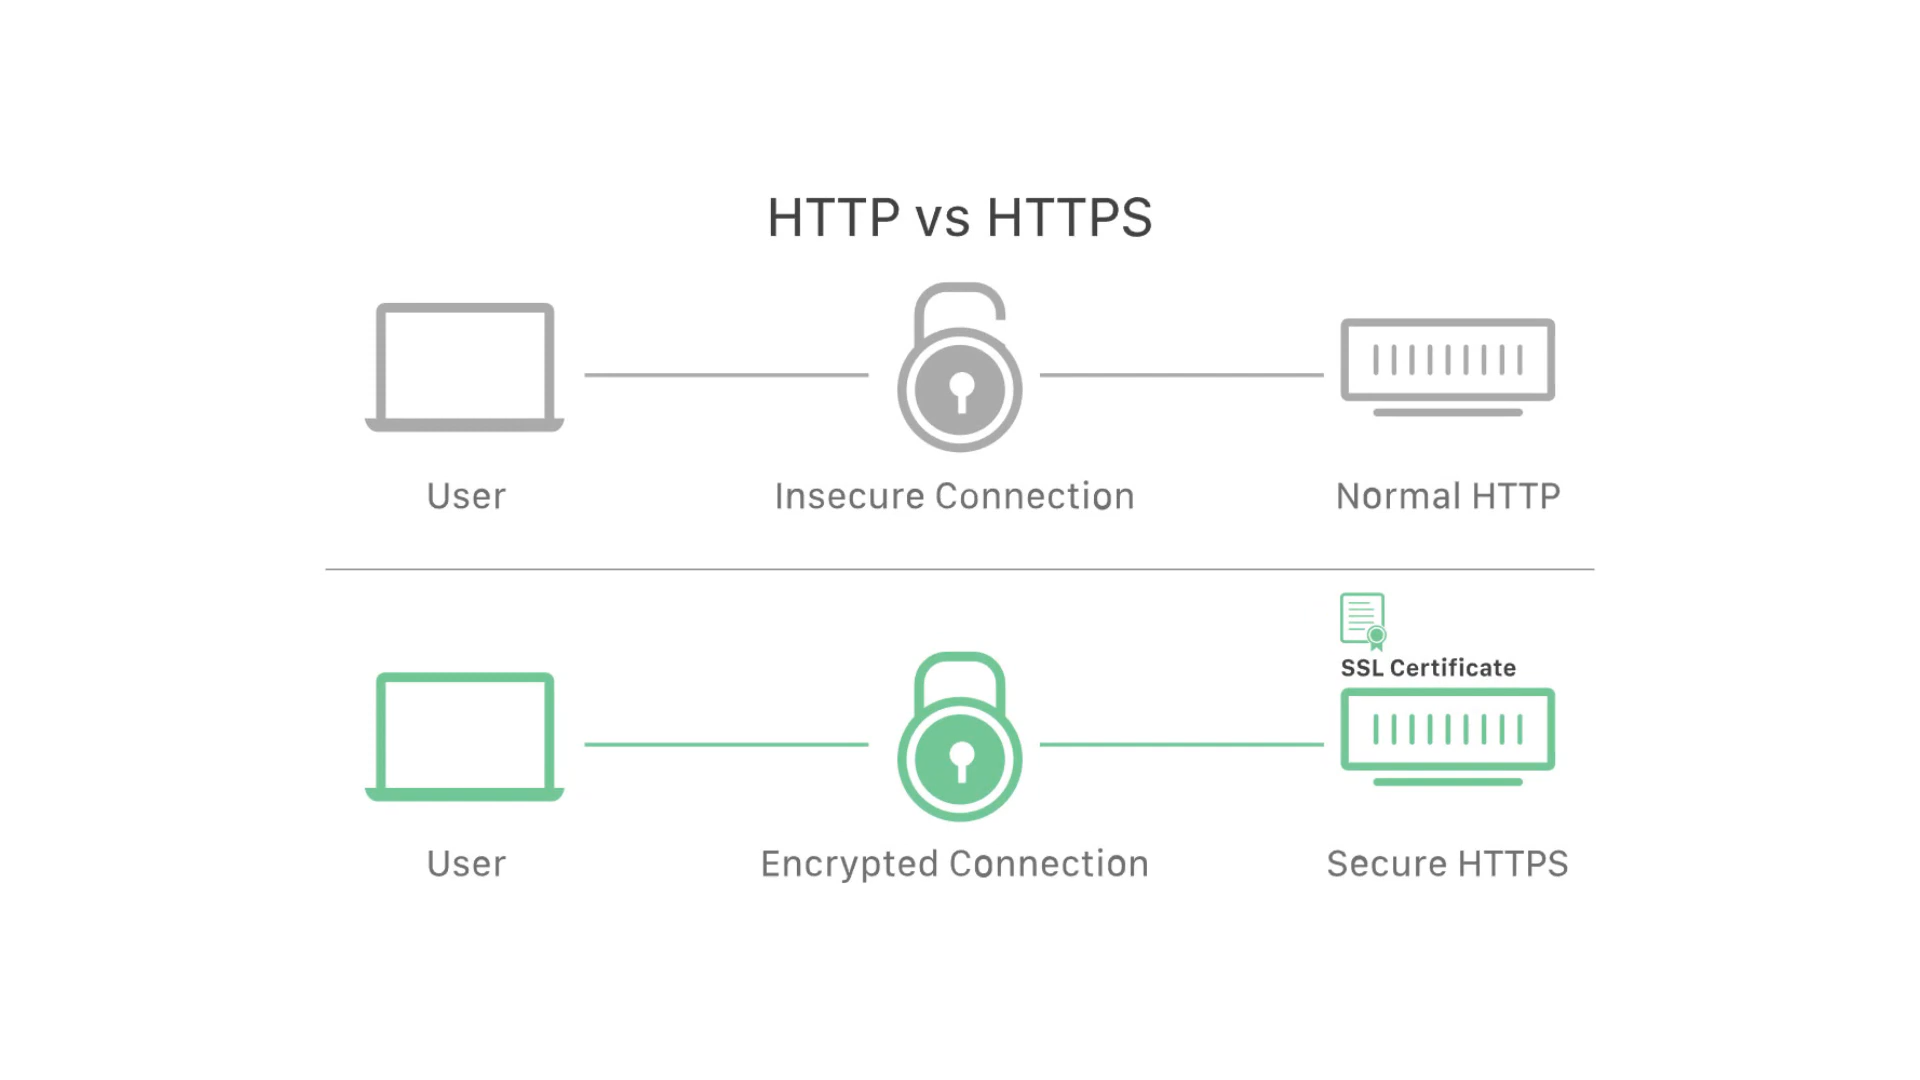 HTTP vs HTTPS
User
Insecure Connection
Normal HTTP
SSL Certificate
User
Encrypted Connection
Secure HTTPS